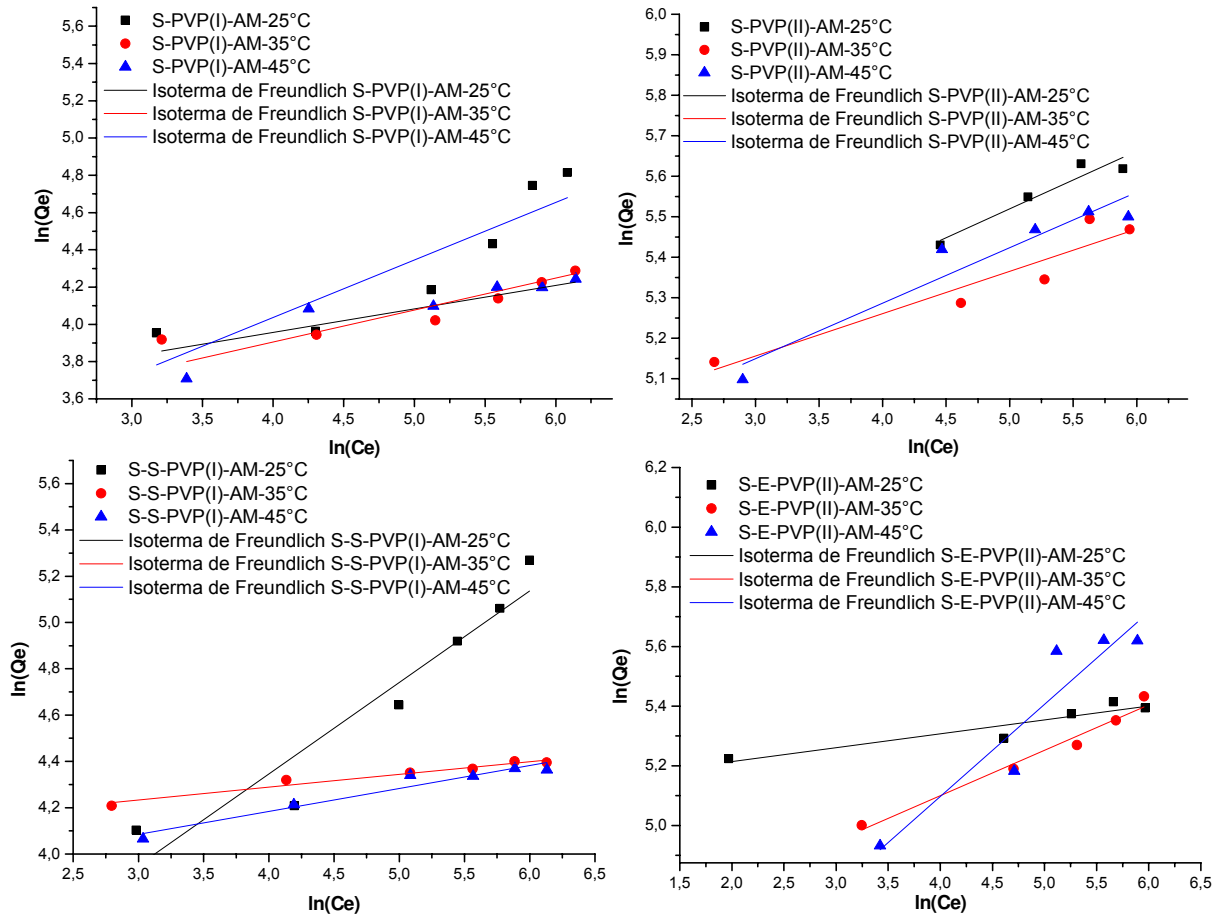 S-PVP(I)-AM-25°C
S-PVP(I)-AM-35°C
S-PVP(I)-AM-45°C
Isoterma de Freundlich S-PVP(I)-AM-25°C
Isoterma de Freundlich S-PVP(I)-AM-35°C
Isoterma de Freundlich S-PVP(I)-AM-45°C
5,6
5,4
5,2
5,0
4,8
4,6
4,4
4,2
4,0
3,8
3,6
ln(Qe)
3,0 3,5 4,0 4,5 5,0 5,5 6,0
ln(Ce)
S-PVP(II)-AM-25°C
S-PVP(II)-AM-35°C
S-PVP(II)-AM-45°C
Isoterma de Freundlich S-PVP(II)-AM-25°C
Isoterma de Freundlich S-PVP(II)-AM-35°C
Isoterma de Freundlich S-PVP(II)-AM-45°C
6,0
5,9
5,8
5,7
5,6
5,5
5,4
5,3
5,2
5,1
ln(Qe)
2,5 3,0 3,5 4,0 4,5 5,0 5,5 6,0
ln(Ce)
S-S-PVP(I)-AM-25°C
S-S-PVP(I)-AM-35°C
S-S-PVP(I)-AM-45°C
Isoterma de Freundlich S-S-PVP(I)-AM-25°C
Isoterma de Freundlich S-S-PVP(I)-AM-35°C
Isoterma de Freundlich S-S-PVP(I)-AM-45°C
5,6
5,4
5,2
5,0
4,8
4,6
4,4
4,2
4,0
ln(Qe)
2,5 3,0 3,5 4,0 4,5 5,0 5,5 6,0 6,5
ln(Ce)
S-E-PVP(II)-AM-25°C
S-E-PVP(II)-AM-35°C
S-E-PVP(II)-AM-45°C
Isoterma de Freundlich S-E-PVP(II)-AM-25°C
Isoterma de Freundlich S-E-PVP(II)-AM-35°C
Isoterma de Freundlich S-E-PVP(II)-AM-45°C
6,2
6,0
5,8
5,6
5,4
5,2
5,0
ln(Qe)
1,5 2,0 2,5 3,0 3,5 4,0 4,5 5,0 5,5 6,0 6,5
ln(Ce)